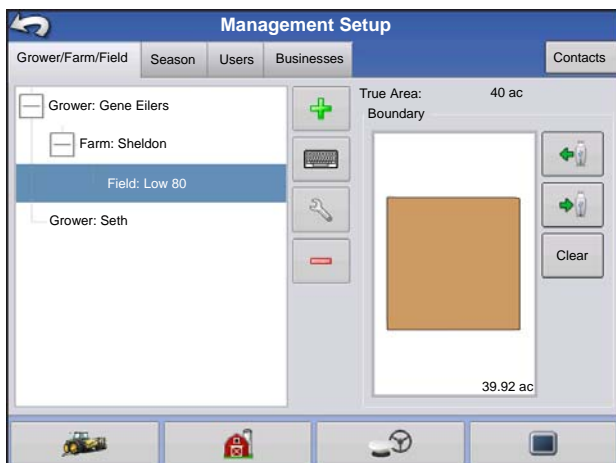 Management Setup
Grower/Farm/Field Season Users Businesses Contacts
Grower: Gene Eilers
Farm: Sheldon
Field: Low 80
Grower: Seth
True Area: 40 ac
Boundary
Clear
39.92 ac